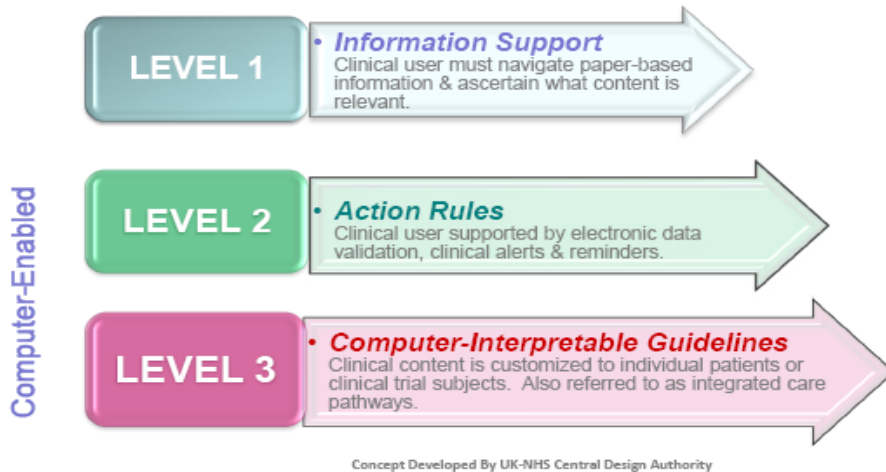 LEVEL 1
• Information Support
Clinical user must navigate paper-based
information & ascertain what content is
relevant.
Computer-Enabled
LEVEL 2
• Action Rules
Clinical user supported by electronic data
validation, clinical alerts & reminders.
LEVEL 3
• Computer-Interpretable Guidelines
Clinical content is customized to individual patients or
clinical trial subjects. Also referred to as integrated care
pathways.
Concept Developed By UK-NHS Central Design Authority